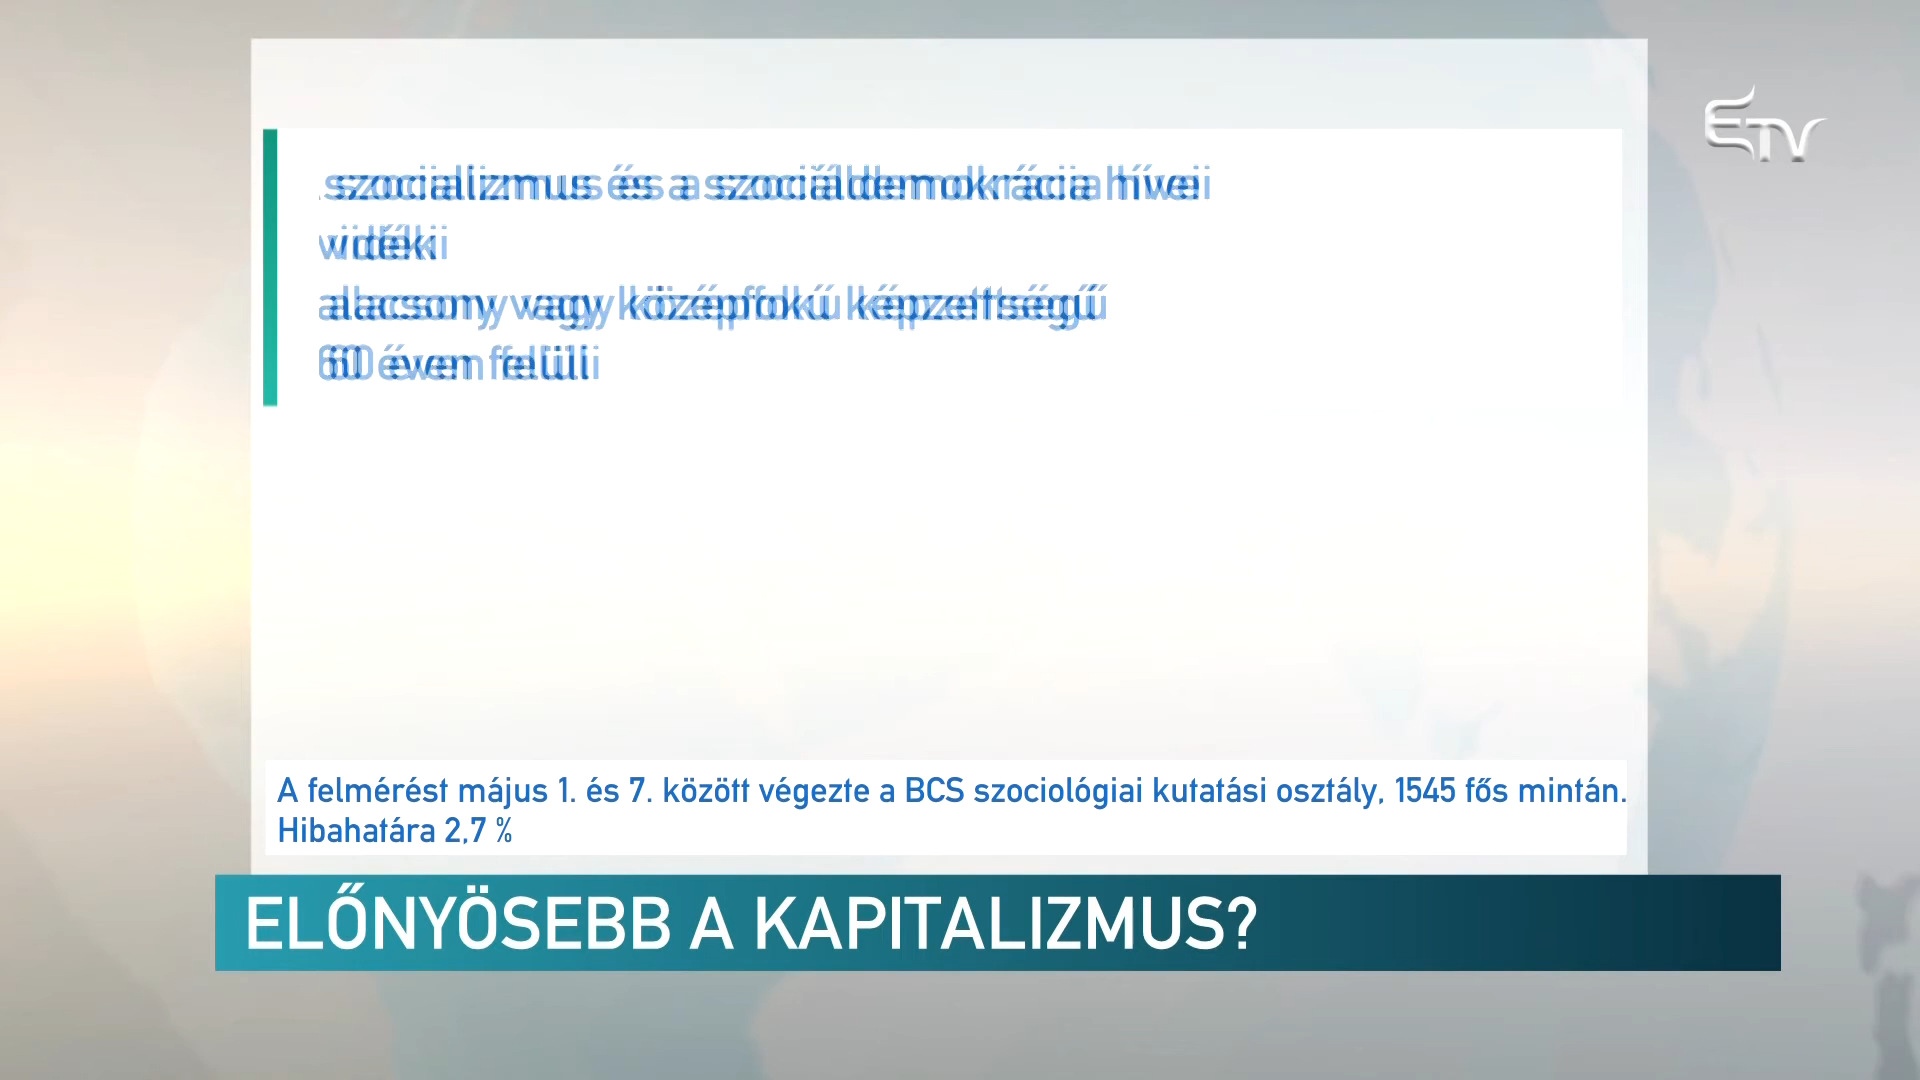 ETV
szocializmus és a szociáldemokrácia hívei
vidéki
alacsony vagy középfokú képzettségű
60 éven felüli
A felmérést május 1. és 7. között végezte a BCS szociológiai kutatási osztály, 1545 fős mintán.
Hibahatára 2,7 %
ELŐNYÖSEBB A KAPITALIZMUS?